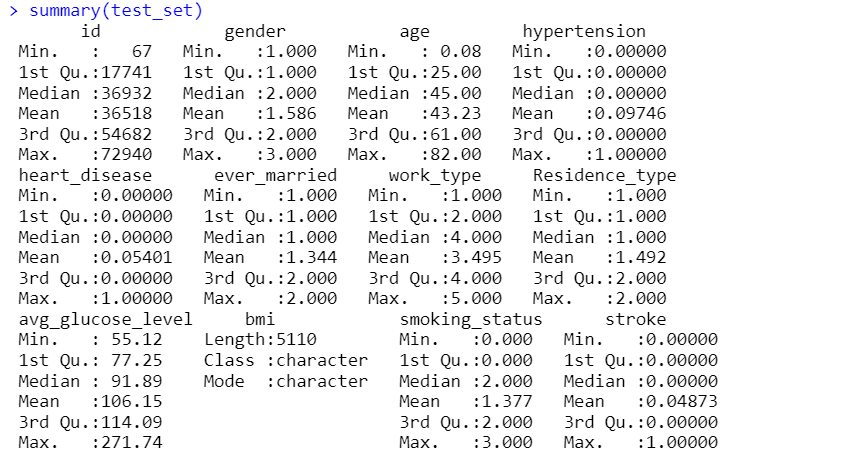 > summary(test_set)
id gender age hypertension
Min. : 67 Min. :1.000 Min. : 0.08 Min. :0.00000
1st Qu.:17741 1st Qu.:1.000 1st Qu.:25.00 1st Qu.:0.00000
Median :36932 Median :2.000 Median :45.00 Median :0.00000
Mean :36518 Mean :1.586 Mean :43.23 Mean :0.09746
3rd Qu.:54682 3rd Qu.:2.000 3rd Qu.:61.00 3rd Qu.:0.00000
Max. :72940 Max. :3.000 Max. :82.00 Max. :1.00000
heart_disease ever_married work_type Residence_type
Min. :0.00000 Min. :1.000 Min. :1.000 Min. :1.000
1st Qu.:0.00000 1st Qu.:1.000 1st Qu.:2.000 1st Qu.:1.000
Median :0.00000 Median :1.000 Median :4.000 Median :1.000
Mean :0.05401 Mean :1.344 Mean :3.495 Mean :1.492
3rd Qu.:0.00000 3rd Qu.:2.000 3rd Qu.:4.000 3rd Qu.:2.000
Max. :1.00000 Max. :2.000 Max. :5.000 Max. :2.000
avg_glucose_level bmi smoking_status stroke
Min. : 55.12 Length:5110 Min. :0.000 Min. :0.00000
1st Qu.: 77.25 Class :character 1st Qu.:0.000 1st Qu.:0.00000
Median : 91.89 Mode :character Median :2.000 Median :0.00000
Mean :106.15 Mean :1.377 Mean :0.04873
3rd Qu.:114.09 3rd Qu.:2.000 3rd Qu.:0.00000
Max. :271.74 Max. :3.000 Max. :1.00000